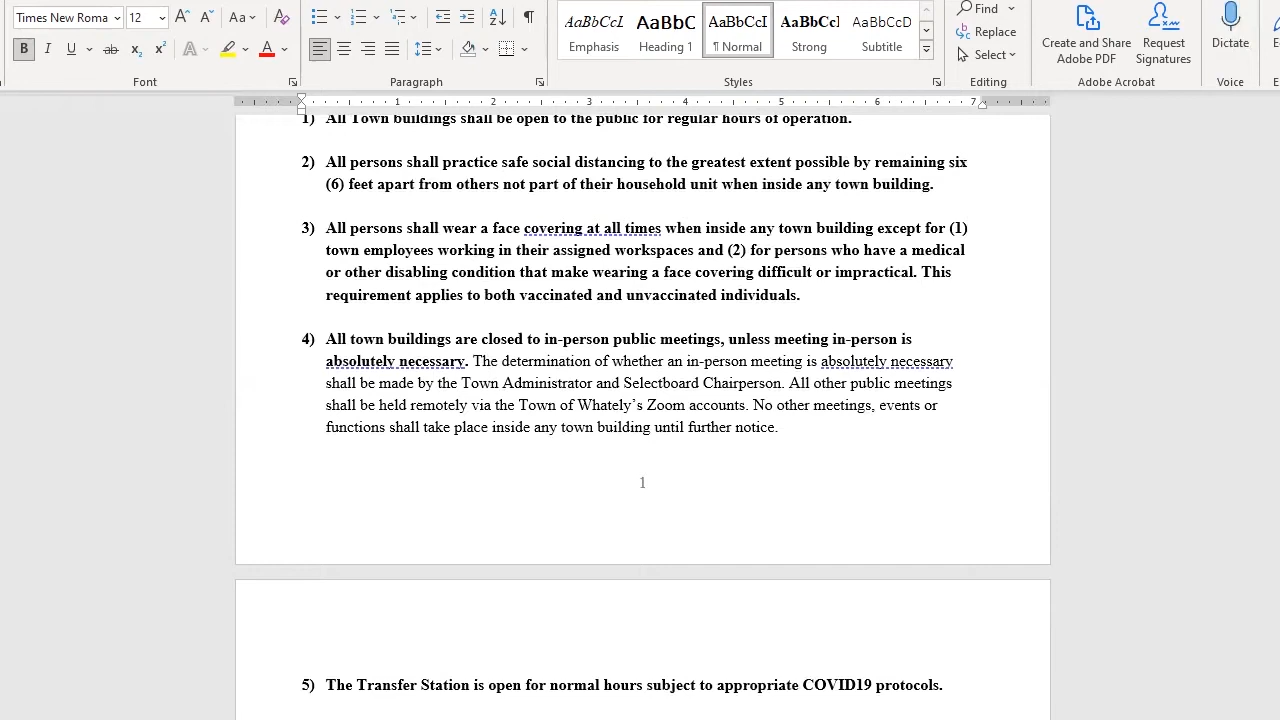 Times New Roma 12 Aa Find
AaBbCcI AaBbC AaBbCcI AaBbCcI AaBbCcD Replace Create and Share Request Dictate
B I U ab x₂ x² A A Emphasis Heading 1 ¶ Normal Strong Subtitle Select Adobe PDF Signatures
Font Paragraph Styles Editing Adobe Acrobat Voice
1 2 3 4 5 6 7
1) All Town buildings shall be open to the public for regular hours of operation.
2) All persons shall practice safe social distancing to the greatest extent possible by remaining six
(6) feet apart from others not part of their household unit when inside any town building.
3) All persons shall wear a face covering at all times when inside any town building except for (1)
town employees working in their assigned workspaces and (2) for persons who have a medical
or other disabling condition that make wearing a face covering difficult or impractical. This
requirement applies to both vaccinated and unvaccinated individuals.
4) All town buildings are closed to in-person public meetings, unless meeting in-person is
absolutely necessary. The determination of whether an in-person meeting is absolutely necessary
shall be made by the Town Administrator and Selectboard Chairperson. All other public meetings
shall be held remotely via the Town of Whately’s Zoom accounts. No other meetings, events or
functions shall take place inside any town building until further notice.
1
5) The Transfer Station is open for normal hours subject to appropriate COVID19 protocols.